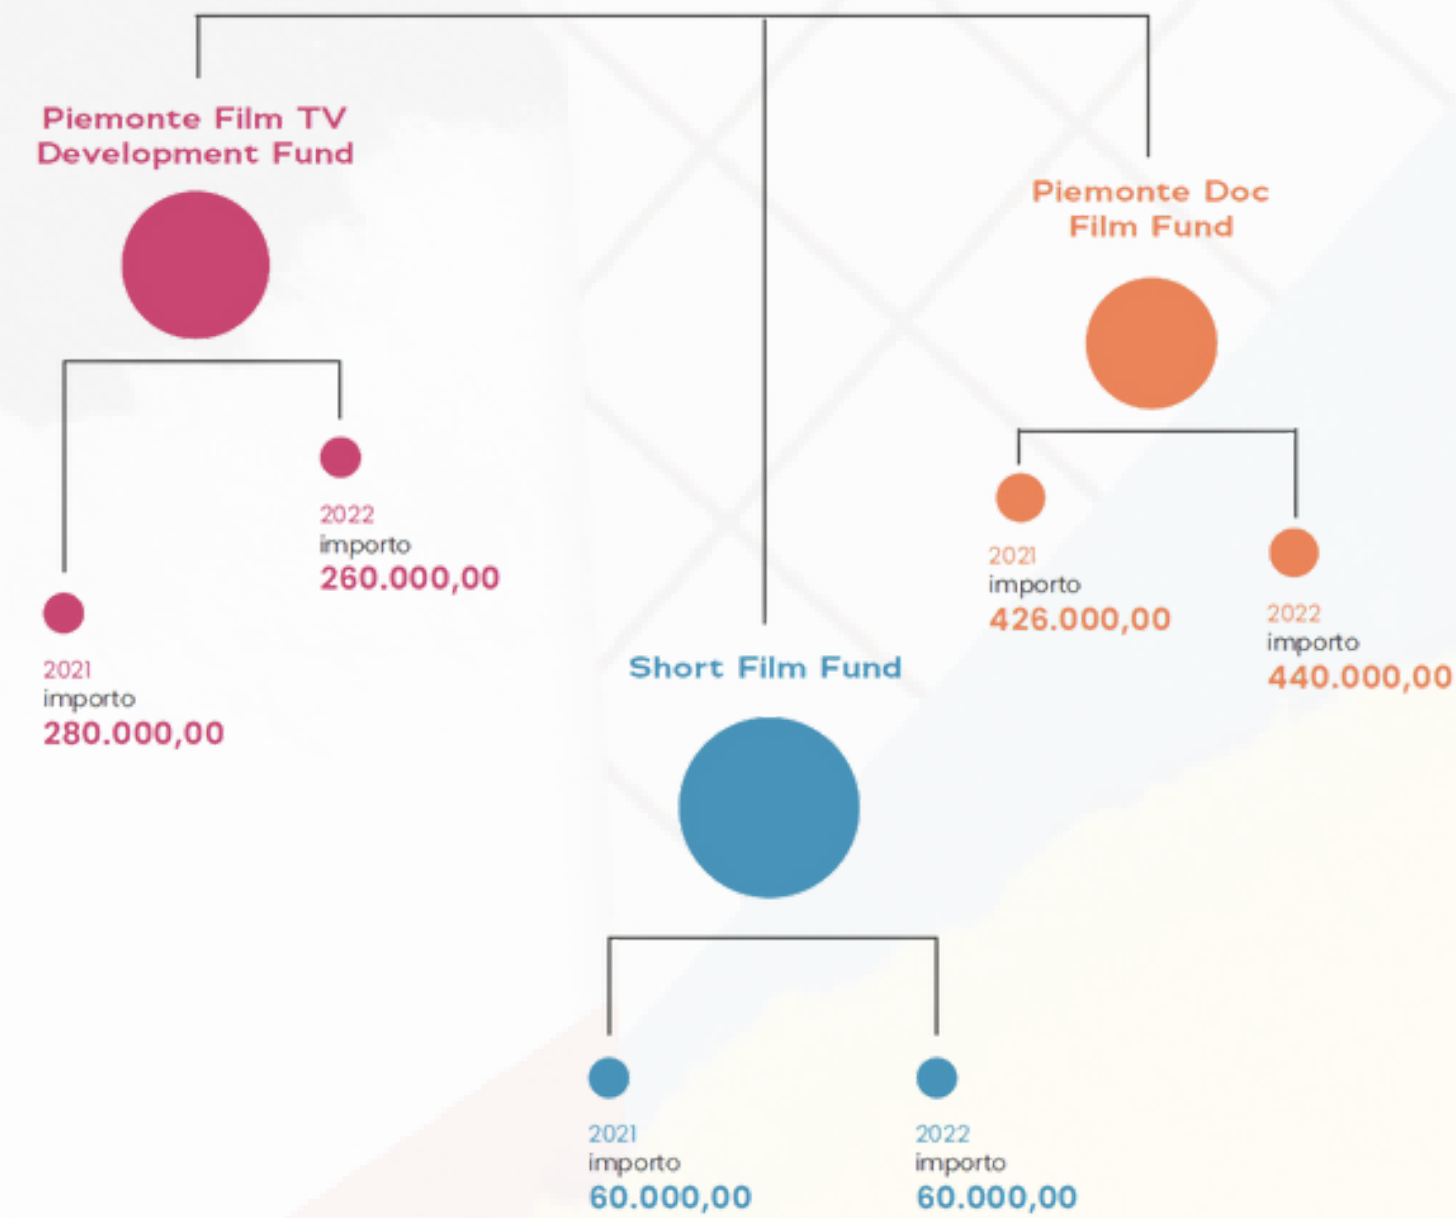 Piemonte Film TV
Development Fund
2022
importo
260.000,00
2021
importo
280.000,00
Short Film Fund
2021
importo
60.000,00
2022
importo
60.000,00
Piemonte Doc
Film Fund
2021
importo
426.000,00
2022
importo
440.000,00